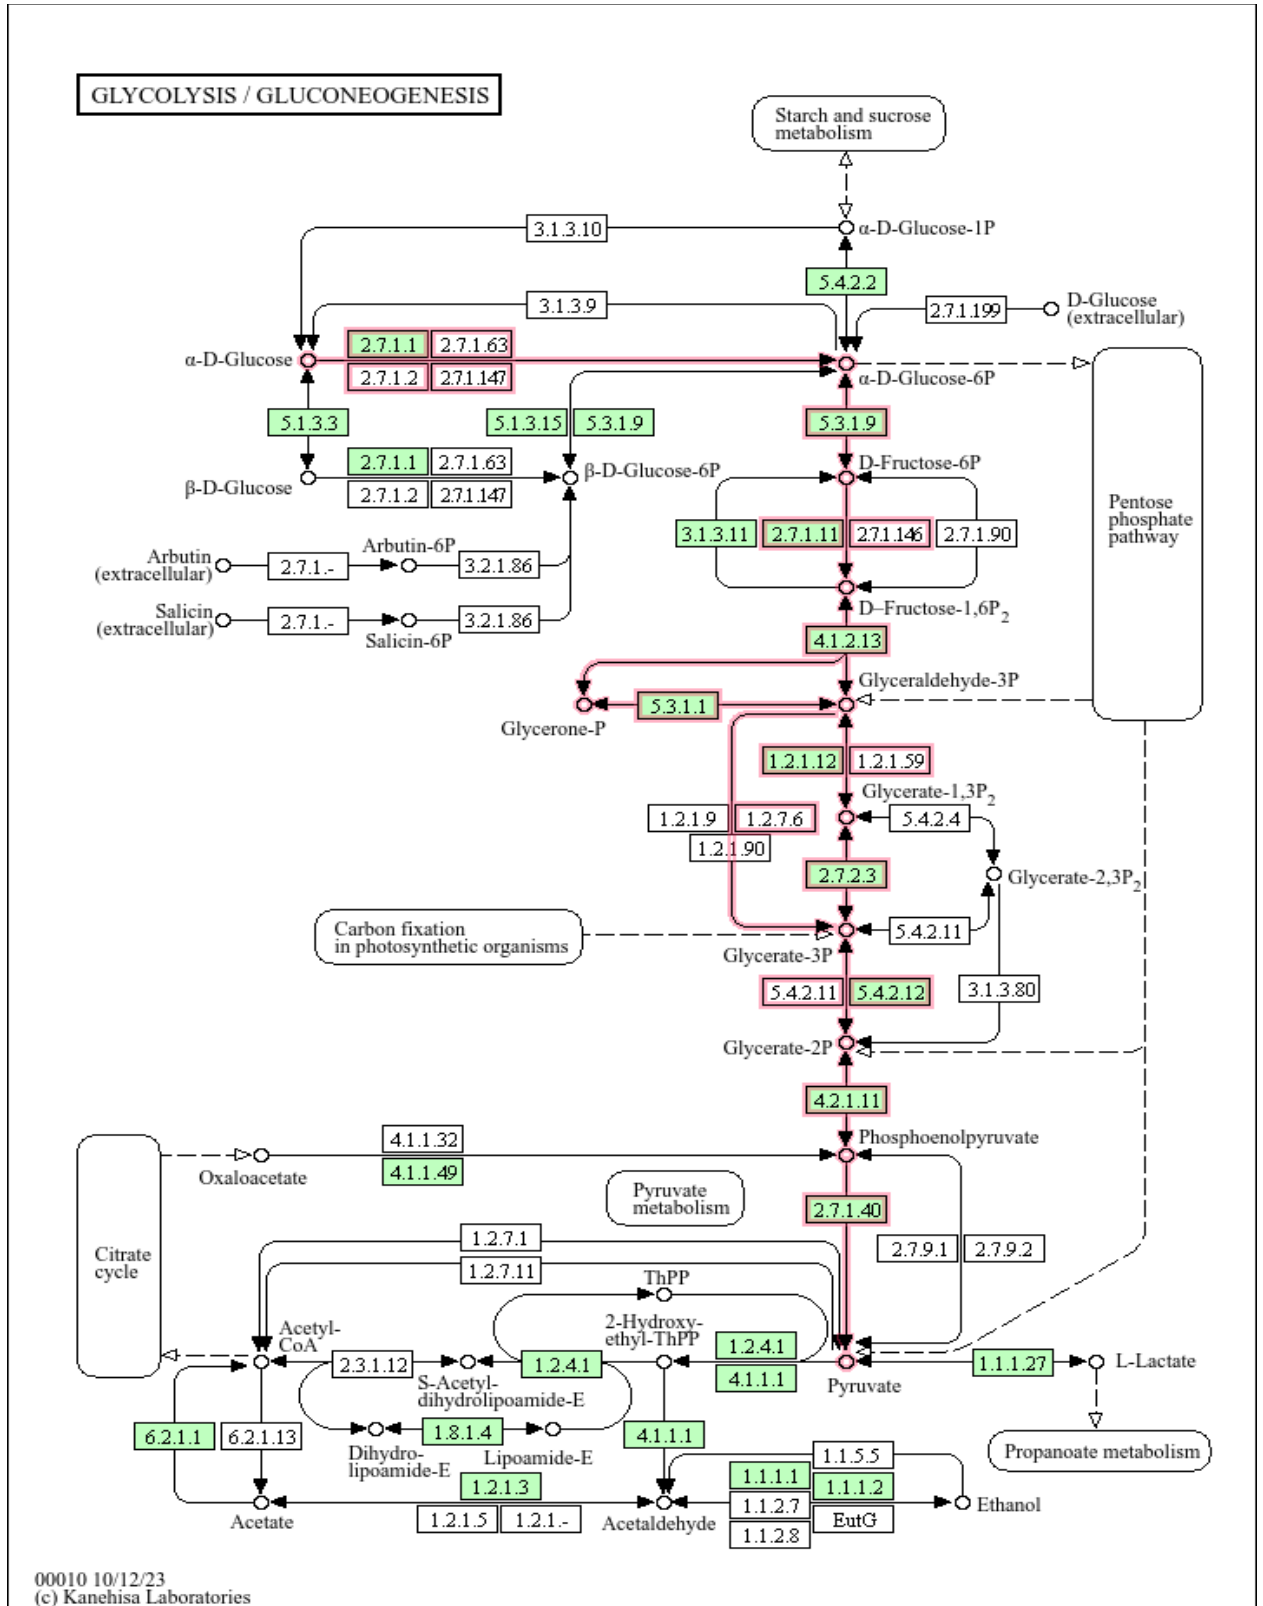 GLYCOLYSIS / GLUCONEOGENESIS
Starch and sucrose
metabolism
3.1.3.10
α-D-Glucose-1P
5.4.2.2
3.1.3.9
2.7.1.199
D-Glucose
(extracellular)
α-D-Glucose
2.7.1.1
2.7.1.63
2.7.1.2
2.7.1.147
α-D-Glucose-6P
5.1.3.3
5.1.3.15
5.3.1.9
5.3.1.9
β-D-Glucose
2.7.1.1
2.7.1.63
2.7.1.2
2.7.1.147
β-D-Glucose-6P
D-Fructose-6P
Pentose
phosphate
pathway
3.1.3.11
2.7.1.11
2.7.1.146
2.7.1.90
Arbutin
(extracellular)
2.7.1.-
Arbutin-6P
3.2.1.86
D-Fructose-1,6P2
Salicin
(extracellular)
2.7.1.-
Salicin-6P
3.2.1.86
4.1.2.13
Glyceraldehyde-3P
Glycerone-P
5.3.1.1
1.2.1.12
1.2.1.59
Glycerate-1,3P2
1.2.1.9
1.2.7.6
1.2.1.90
5.4.2.4
2.7.2.3
Glycerate-2,3P2
Carbon fixation
in photosynthetic organisms
5.4.2.11
Glycerate-3P
5.4.2.11
5.4.2.12
3.1.3.80
Glycerate-2P
4.2.1.11
Phosphoenolpyruvate
Oxaloacetate
4.1.1.32
4.1.1.49
Pyruvate
metabolism
2.7.1.40
Citrate
cycle
1.2.7.1
1.2.7.11
2.7.9.1
2.7.9.2
ThPP
Acetyl-
CoA
2-Hydroxy-
ethyl-ThPP
2.3.1.12
1.2.4.1
1.2.4.1
4.1.1.1
S-Acetyl-
dihydrolipoamide-E
Pyruvate
1.1.1.27
L-Lactate
6.2.1.1
6.2.1.13
1.8.1.4
4.1.1.1
Dihydro-
lipoamide-E
Lipoamide-E
Propanoate metabolism
1.1.5.5
1.2.1.3
1.1.1.1
1.1.1.2
1.1.2.7
Ethanol
Acetate
1.2.1.5
1.2.1.-
Acetaldehyde
EutG
1.1.2.8
00010 10/12/23
(c) Kanehisa Laboratories